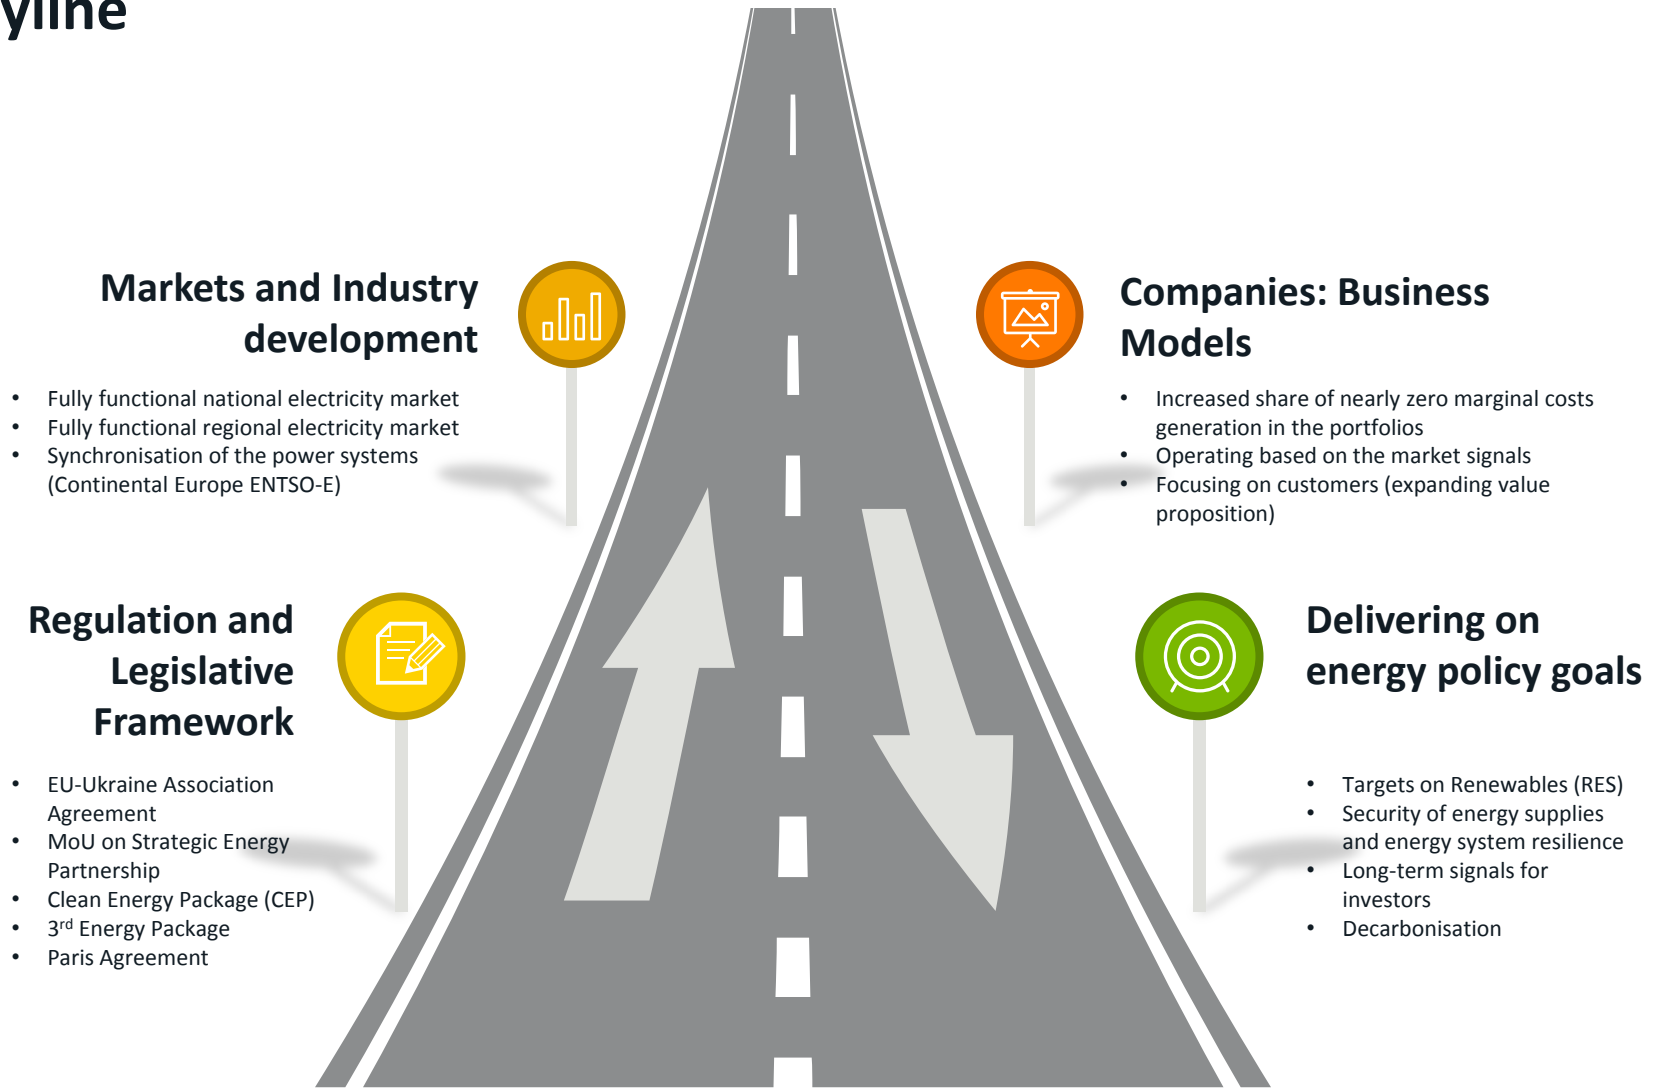 yline
Markets and Industry
development
• Fully functional national electricity market
• Fully functional regional electricity market
• Synchronisation of the power systems
(Continental Europe ENTSO-E)
Regulation and
Legislative
Framework
• EU-Ukraine Association
Agreement
• MoU on Strategic Energy
Partnership
• Clean Energy Package (CEP)
• 3rd Energy Package
• Paris Agreement
Companies: Business
Models
• Increased share of nearly zero marginal costs
generation in the portfolios
• Operating based on the market signals
• Focusing on customers (expanding value
proposition)
Delivering on
energy policy goals
• Targets on Renewables (RES)
• Security of energy supplies
and energy system resilience
• Long-term signals for
investors
• Decarbonisation